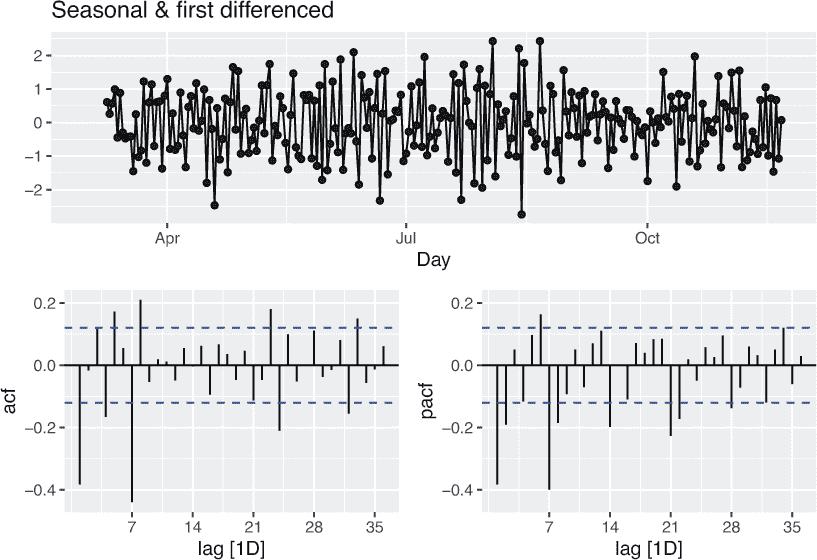 Seasonal & first differenced
2
1
0
−1
−2
Apr
Jul
Oct
Day
0.2
0.0
−0.2
−0.4
acf
7
14
21
28
35
lag [1D]
0.2
0.0
−0.2
−0.4
pacf
7
14
21
28
35
lag [1D]